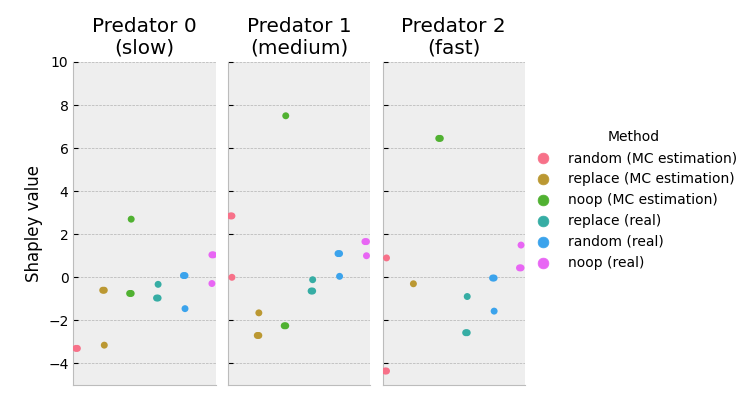 Predator 0
(slow)
Predator 1
(medium)
Predator 2
(fast)
10
8
6
4
2
0
−2
−4
Shapley value
Method
random (MC estimation)
replace (MC estimation)
noop (MC estimation)
replace (real)
random (real)
noop (real)